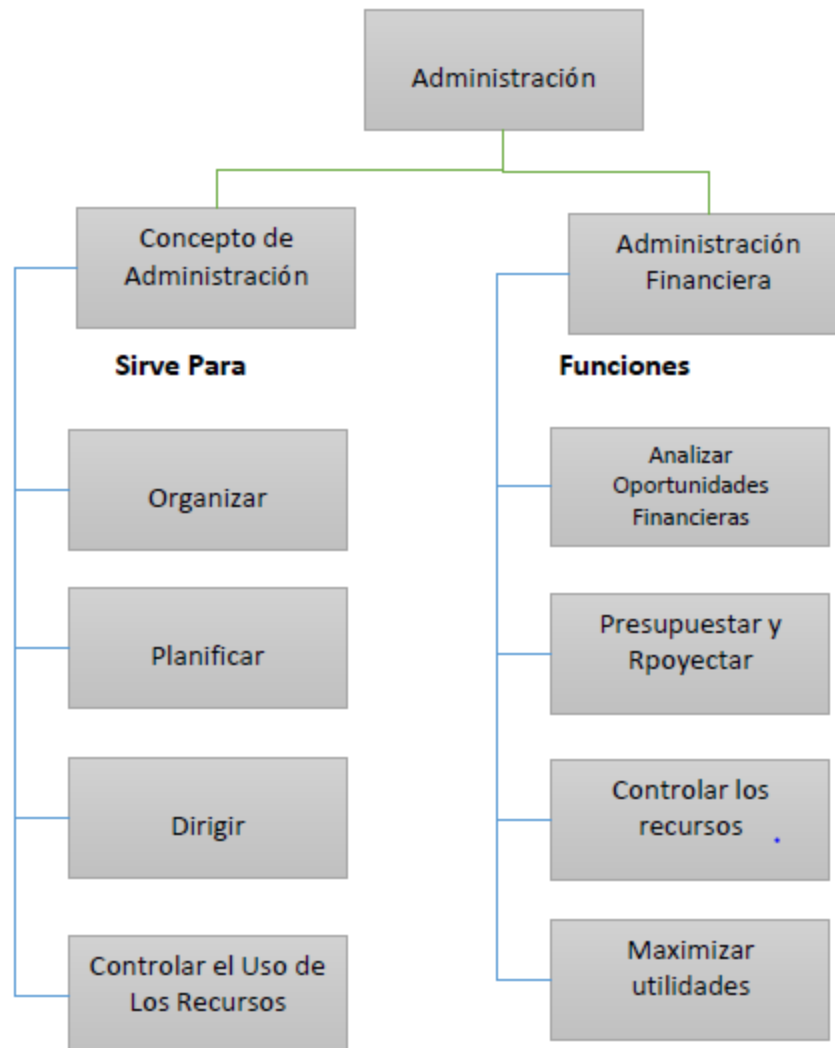 Administración
Concepto de
Administración
Sirve Para
Organizar
Planificar
Dirigir
Controlar el Uso de
Los Recursos
Administración
Financiera
Funciones
Analizar
Oportunidades
Financieras
Presupuestar y
Rpoyectar
Controlar los
recursos
Maximizar
utilidades